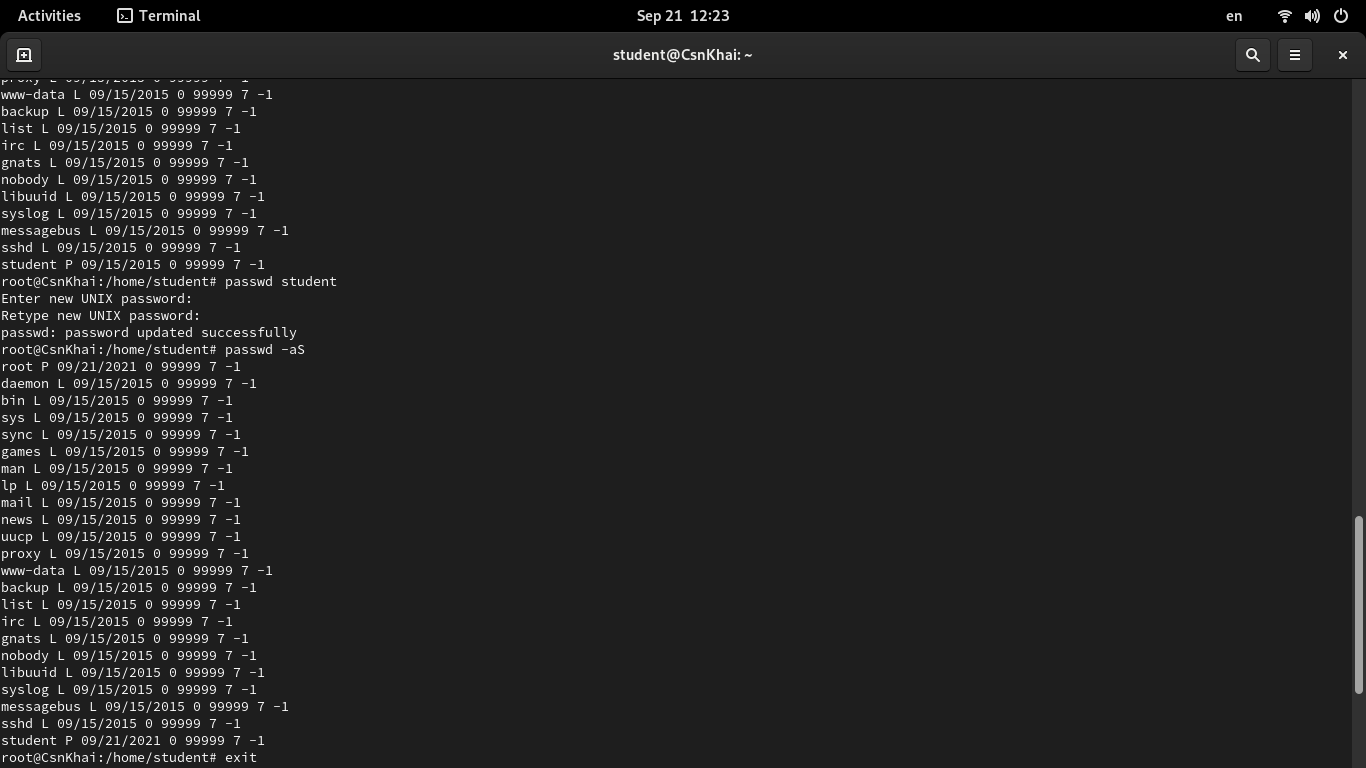 Activities Terminal Sep 21 12:23 en
student@CsnKhai: ~
proxy L 09/15/2015 0 99999 7 -1
www-data L 09/15/2015 0 99999 7 -1
backup L 09/15/2015 0 99999 7 -1
list L 09/15/2015 0 99999 7 -1
irc L 09/15/2015 0 99999 7 -1
gnats L 09/15/2015 0 99999 7 -1
nobody L 09/15/2015 0 99999 7 -1
libuuid L 09/15/2015 0 99999 7 -1
syslog L 09/15/2015 0 99999 7 -1
messagebus L 09/15/2015 0 99999 7 -1
sshd L 09/15/2015 0 99999 7 -1
student P 09/15/2015 0 99999 7 -1
root@CsnKhai:/home/student# passwd student
Enter new UNIX password:
Retype new UNIX password:
passwd: password updated successfully
root@CsnKhai:/home/student# passwd -aS
root P 09/21/2021 0 99999 7 -1
daemon L 09/15/2015 0 99999 7 -1
bin L 09/15/2015 0 99999 7 -1
sys L 09/15/2015 0 99999 7 -1
sync L 09/15/2015 0 99999 7 -1
games L 09/15/2015 0 99999 7 -1
man L 09/15/2015 0 99999 7 -1
lp L 09/15/2015 0 99999 7 -1
mail L 09/15/2015 0 99999 7 -1
news L 09/15/2015 0 99999 7 -1
uucp L 09/15/2015 0 99999 7 -1
proxy L 09/15/2015 0 99999 7 -1
www-data L 09/15/2015 0 99999 7 -1
backup L 09/15/2015 0 99999 7 -1
list L 09/15/2015 0 99999 7 -1
irc L 09/15/2015 0 99999 7 -1
gnats L 09/15/2015 0 99999 7 -1
nobody L 09/15/2015 0 99999 7 -1
libuuid L 09/15/2015 0 99999 7 -1
syslog L 09/15/2015 0 99999 7 -1
messagebus L 09/15/2015 0 99999 7 -1
sshd L 09/15/2015 0 99999 7 -1
student P 09/21/2021 0 99999 7 -1
root@CsnKhai:/home/student# exit